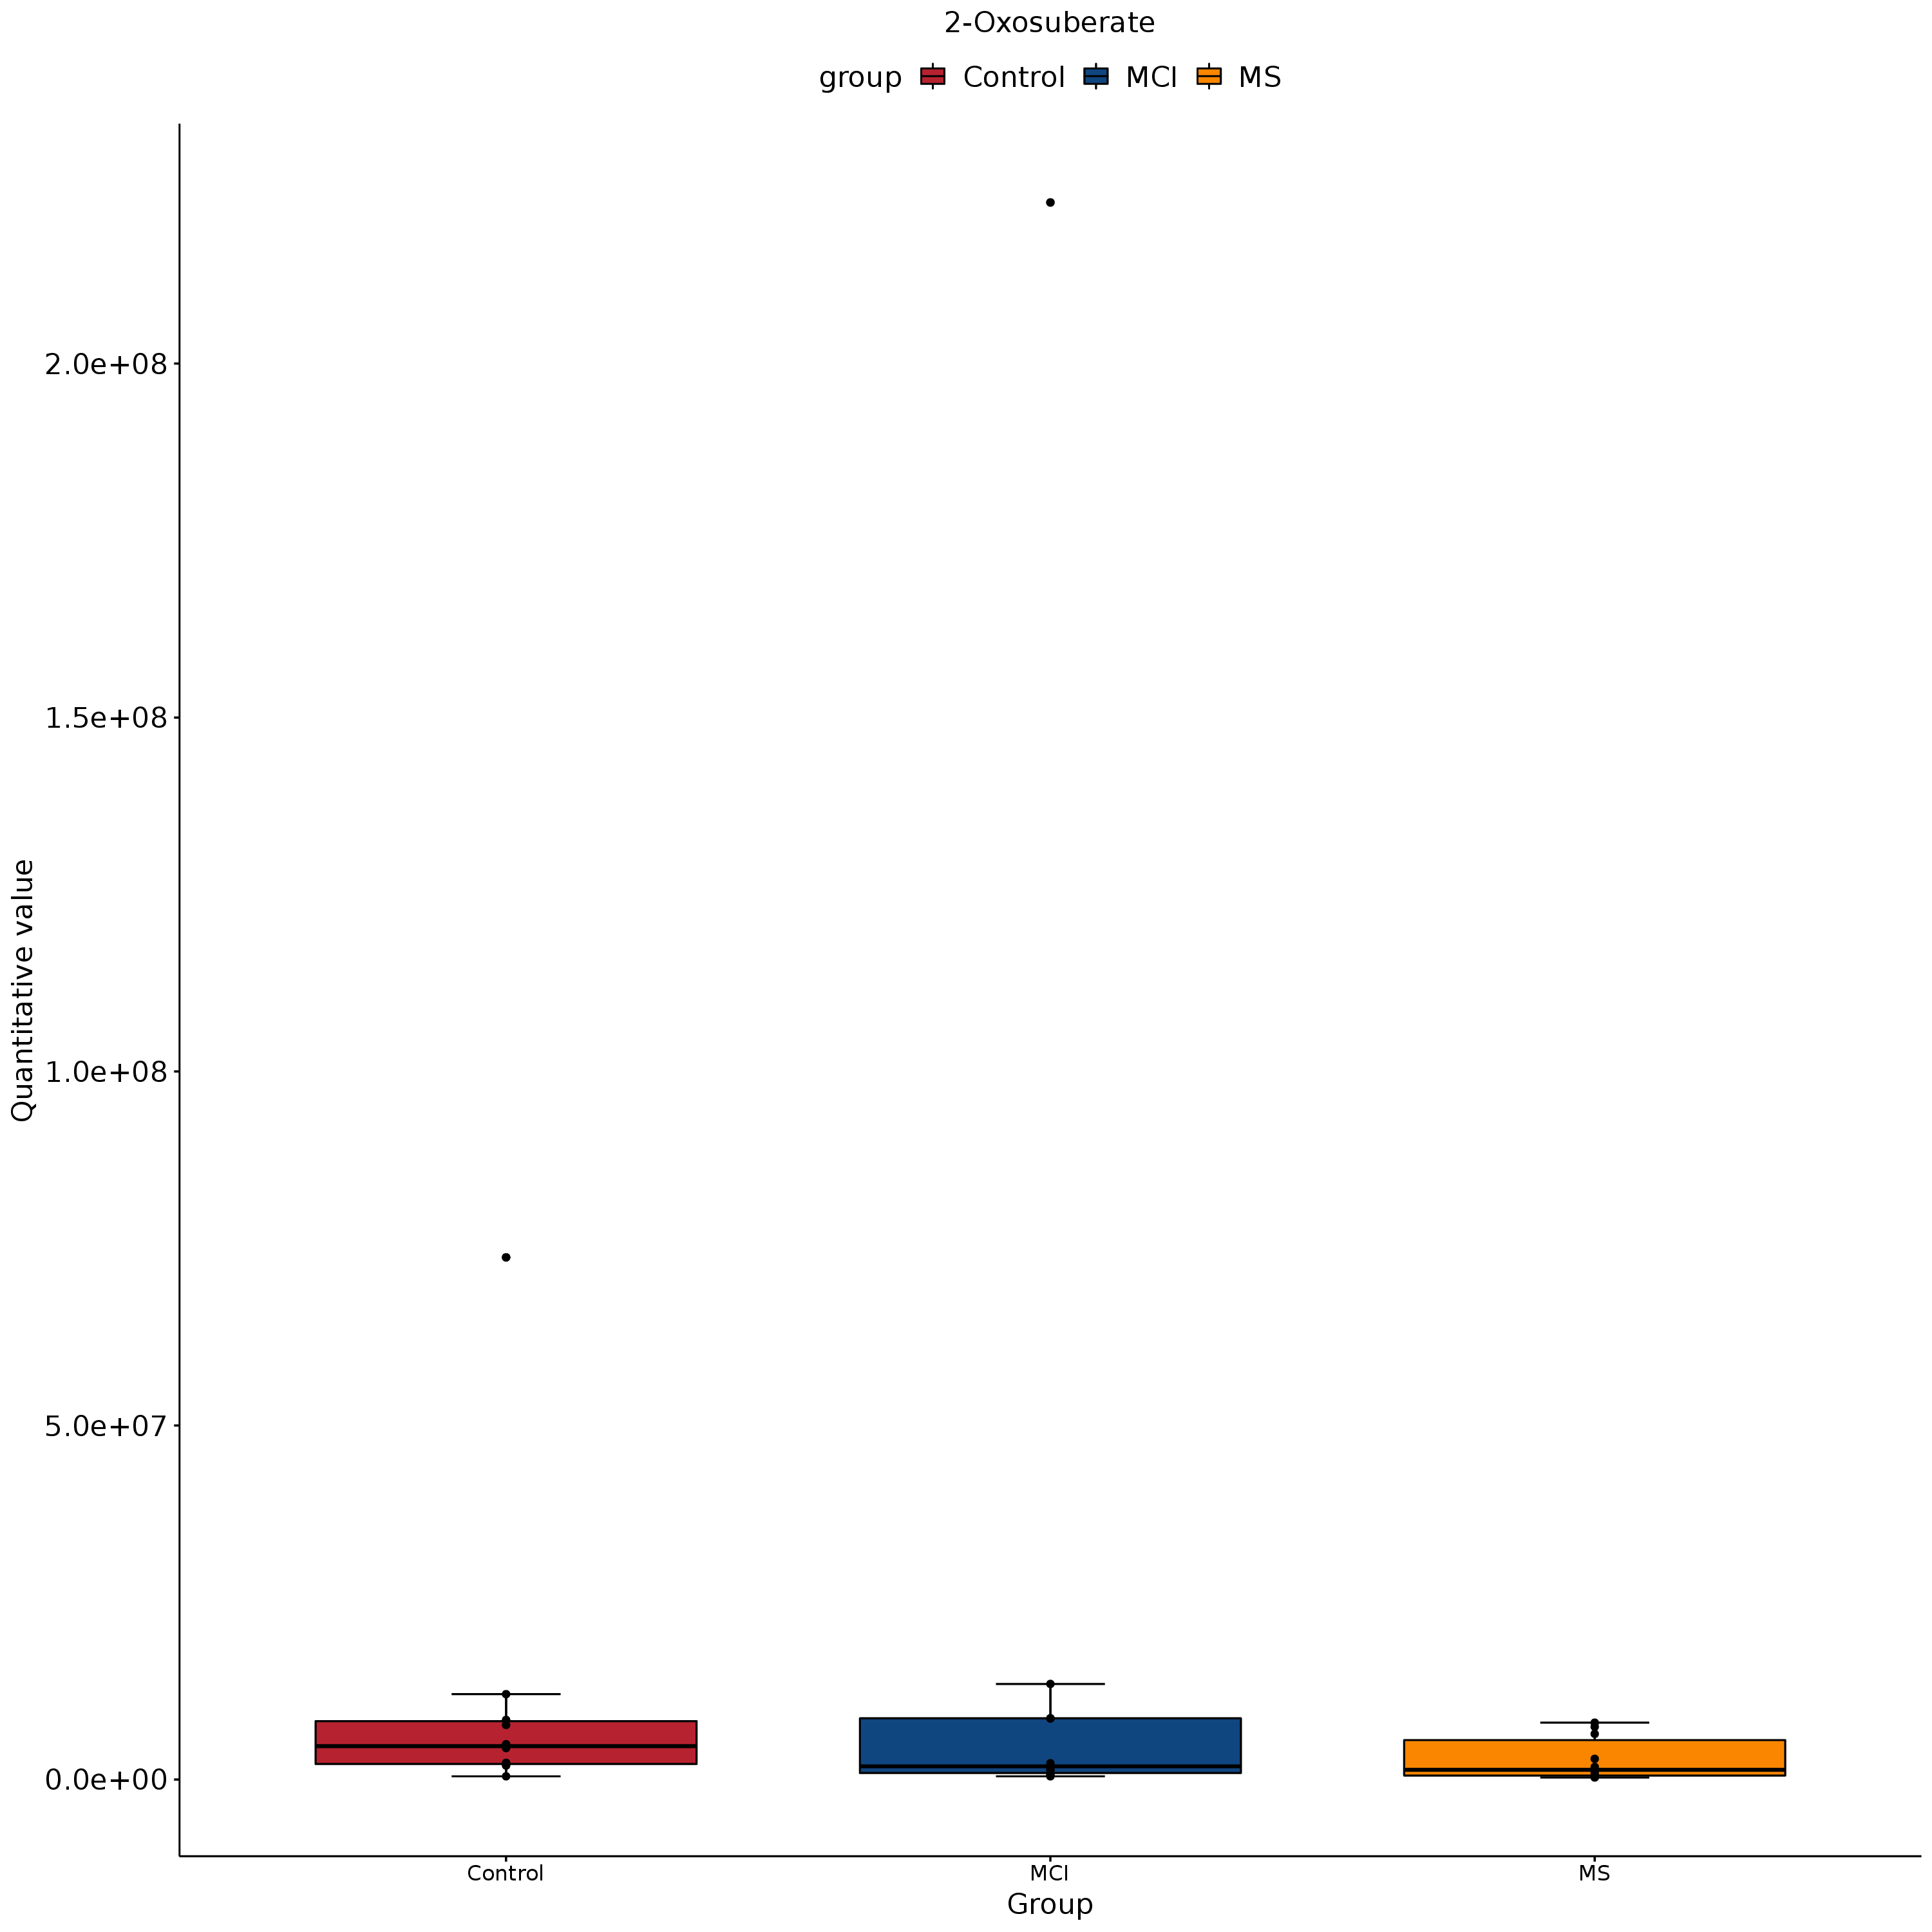 2-Oxosuberate
group Control MCI MS
2.0e+08
1.5e+08
1.0e+08
5.0e+07
0.0e+00
Quantitative value
Control MCI MS
Group